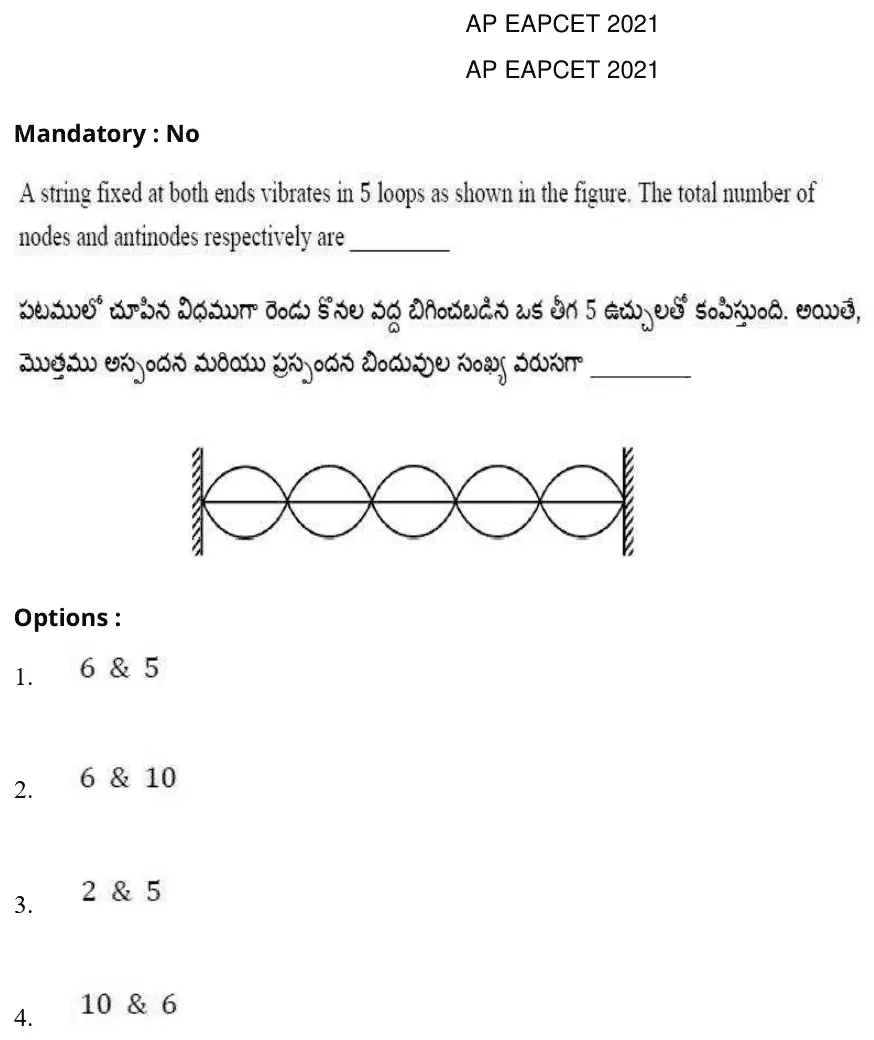 AP EAPCET 2021
AP EAPCET 2021
Mandatory : No
A string fixed at both ends vibrates in 5 loops as shown in the figure. The total number of
nodes and antinodes respectively are _________
పటములో చూపిన విధముగా రెండు కొనల వద్ద బిగించబడిన ఒక తీగ 5 ఉచ్చులతో కంపిస్తుంది. అయితే,
మొత్తము అస్పందన మరియు ప్రస్పందన బిందువుల సంఖ్య వరుసగా _________
Options :
1. 6 & 5
2. 6 & 10
3. 2 & 5
4. 10 & 6